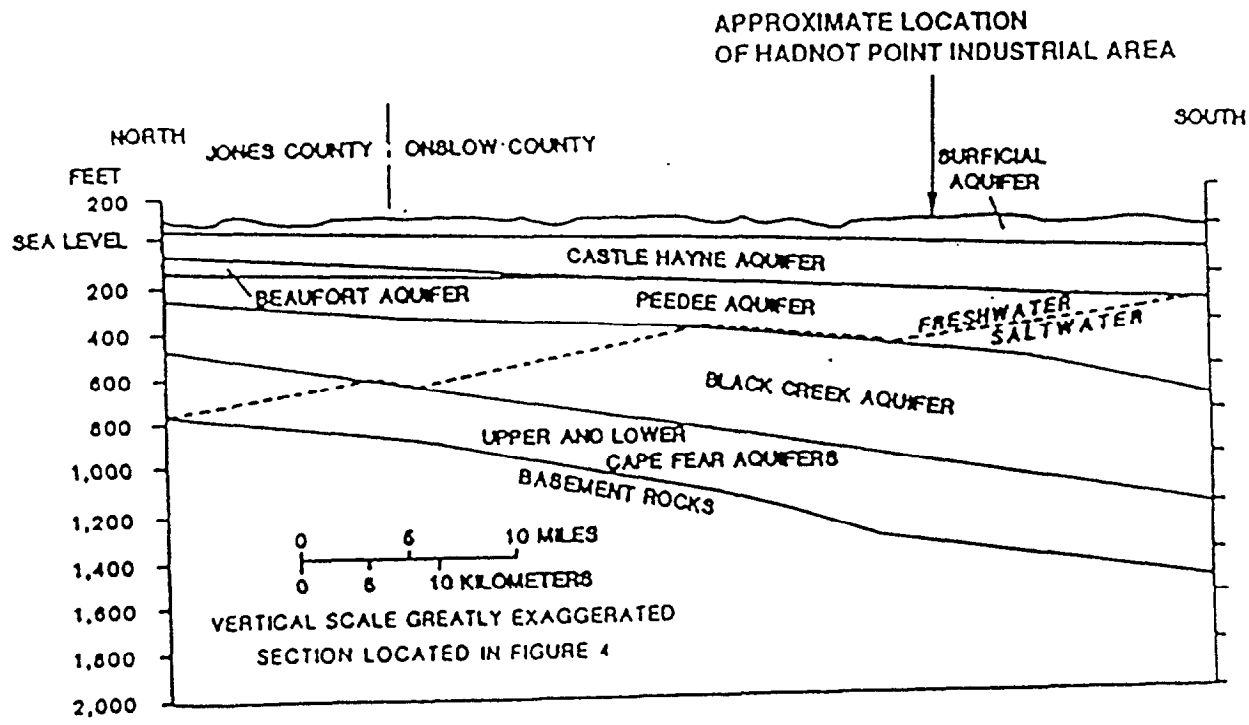 APPROXIMATE LOCATION
OF HADNOT POINT INDUSTRIAL AREA
NORTH
SOUTH
JONES COUNTY
ONSLOW COUNTY
FEET
SURFICIAL
AQUIFER
200
SEA LEVEL
CASTLE HAYNE AQUIFER
BEAUFORT AQUIFER
PEEDEE AQUIFER
FRESHWATER
SALTWATER
200
400
BLACK CREEK AQUIFER
600
800
UPPER AND LOWER
CAPE FEAR AQUIFERS
1,000
BASEMENT ROCKS
1,200
0 5 10 MILES
1,400
0 5 10 KILOMETERS
1,600
VERTICAL SCALE GREATLY EXAGGERATED
1,800
SECTION LOCATED IN FIGURE 4
2,000